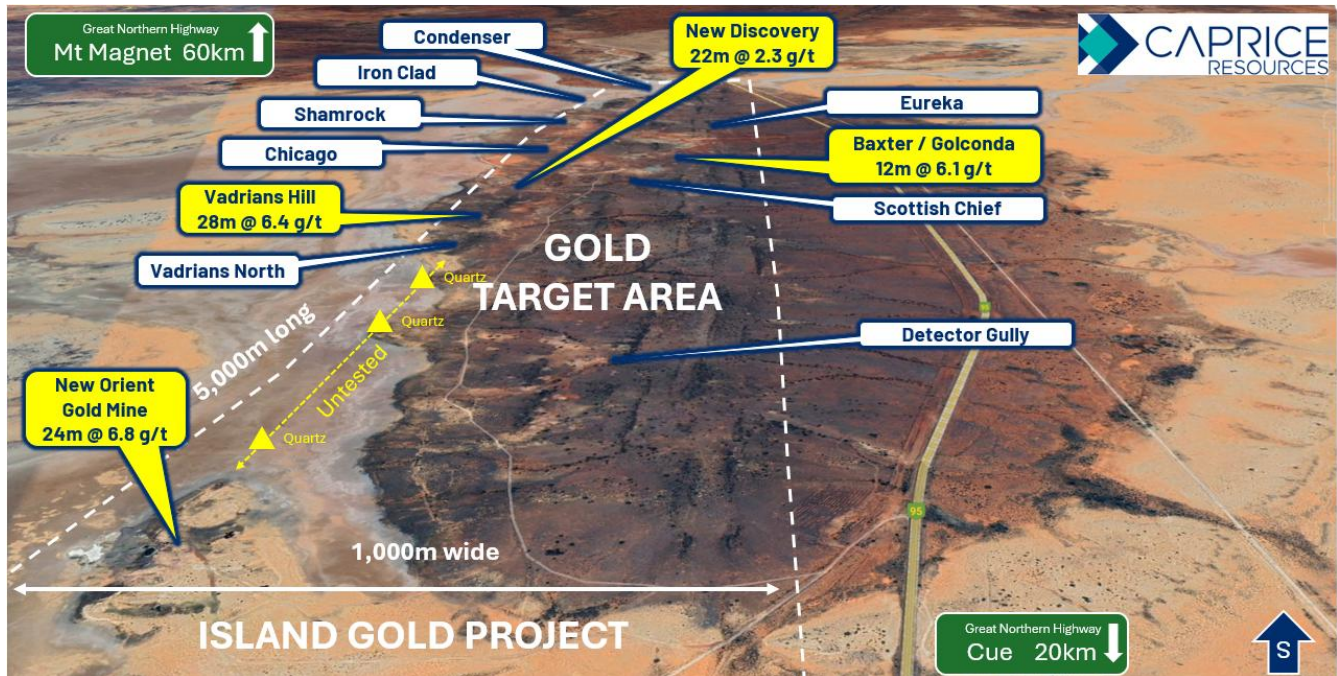 Great Northern Highway
Mt Magnet 60km
Condenser
New Discovery
22m @ 2.3 g/t
CAPRICE
RESOURCES
Iron Clad
Shamrock
Eureka
Chicago
Baxter / Golconda
12m @ 6.1 g/t
Vadrians Hill
28m @ 6.4 g/t
Scottish Chief
Vadrians North
GOLD
TARGET AREA
Quartz
Quartz
95
Detector Gully
5,000m long
Untested
New Orient
Gold Mine
24m @ 6.8 g/t
Quartz
95
1,000m wide
ISLAND GOLD PROJECT
Great Northern Highway
Cue 20km
S